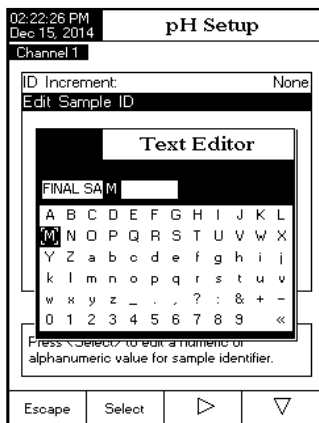 02:22:26 PM
Dec 15, 2014
pH Setup
Channel 1
ID Increment: None
Edit Sample ID
Text Editor
FINAL SAM
A B C D E F G H I J K L
M N O P Q R S T U V W X
Y Z a b c d e f g h i j
k l m n o p q r s t u v
w x y z _ . , ? : & + -
0 1 2 3 4 5 6 7 8 9 «
Press <Select> to edit a numeric or
alphanumeric value for sample identifier.
Escape Select ▷ ▽